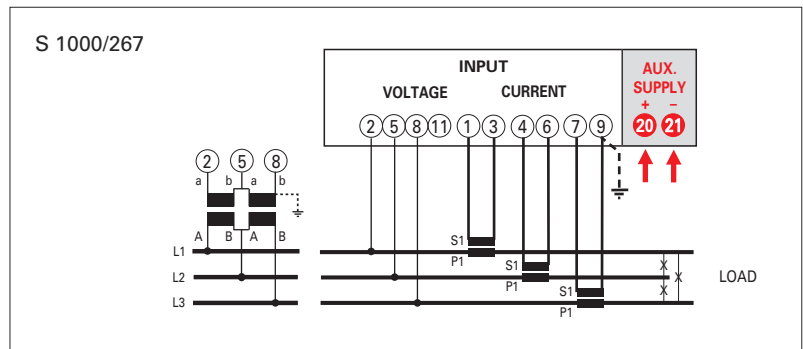 S 1000/267
INPUT
VOLTAGE CURRENT
AUX.
SUPPLY
+ −
2 5 8 11 1 3 4 6 7 9 20 21
2 5 8
a b a b
A B A B
L1
L2
L3
S1
P1
S1
P1
S1
P1
X
X X
X
LOAD